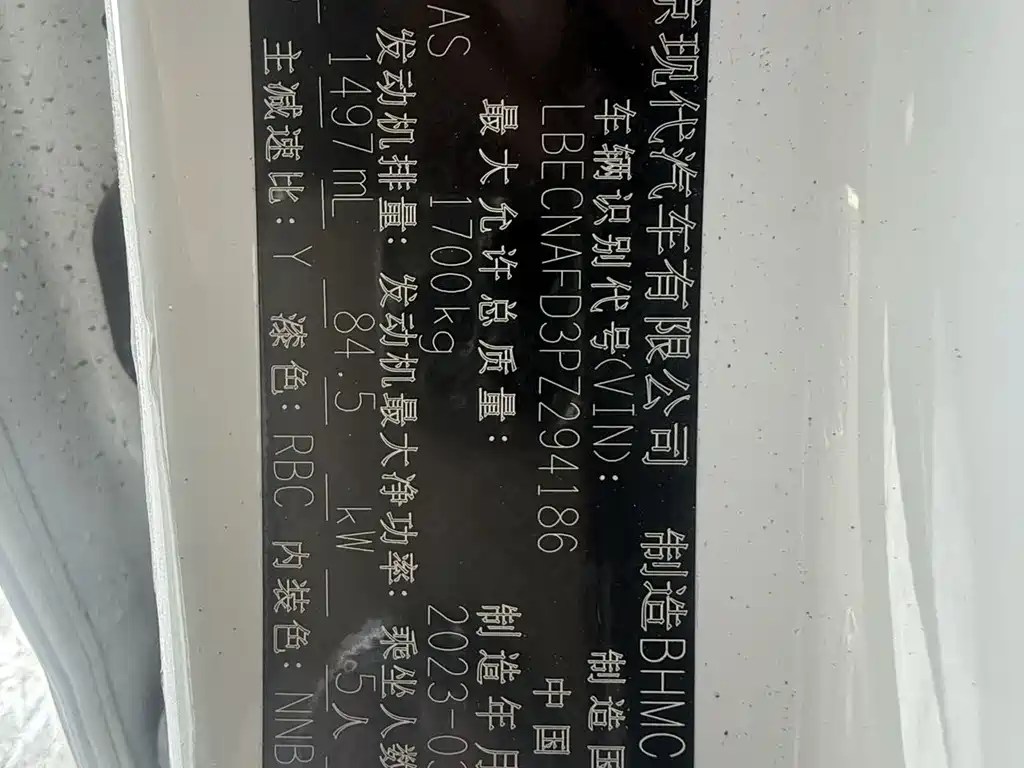 京现代汽车有限公司 制造BHMC
车辆识别代号(VIN): 制造国
LBECNAFD3PZ294186 中国
最大允许总质量: 制造年月
AS 1700kg 2023-03
发动机排量: 发动机最大净功率: 乘坐人数
1497mL 84.5 kW 5人
主减速比: Y 漆色: RBC 内装色: NNB